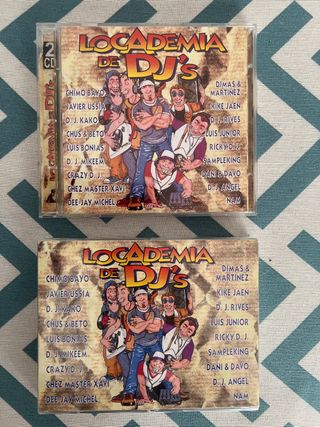 2
CD
LOCADEMIA
DE DJ's
CHIMO BAYO
JAVIER USSIA
D. J. KAKO
CHUS & BETO
LUIS BONIAS
D. J. MIKEEM
CRAZY D. J.
CHEZ MASTER XAVI
DEE JAY MICHEL
DIMAS &
MARTINEZ
KIKE JAEN
D. J. RIVES
LUIS JUNIOR
RICKY D. J.
SAMPLEKING
DANI & DAVO
D. J. ANGEL
NAM
LOCADEMIA
DE DJ's
CHIMO BAYO
JAVIER USSIA
D. J. KAKO
CHUS & BETO
LUIS BONIAS
D. J. MIKEEM
CRAZY D. J.
CHEZ MASTER XAVI
DEE JAY MICHEL
DIMAS &
MARTINEZ
KIKE JAEN
D. J. RIVES
LUIS JUNIOR
RICKY D. J.
SAMPLEKING
DANI & DAVO
D. J. ANGEL
NAM